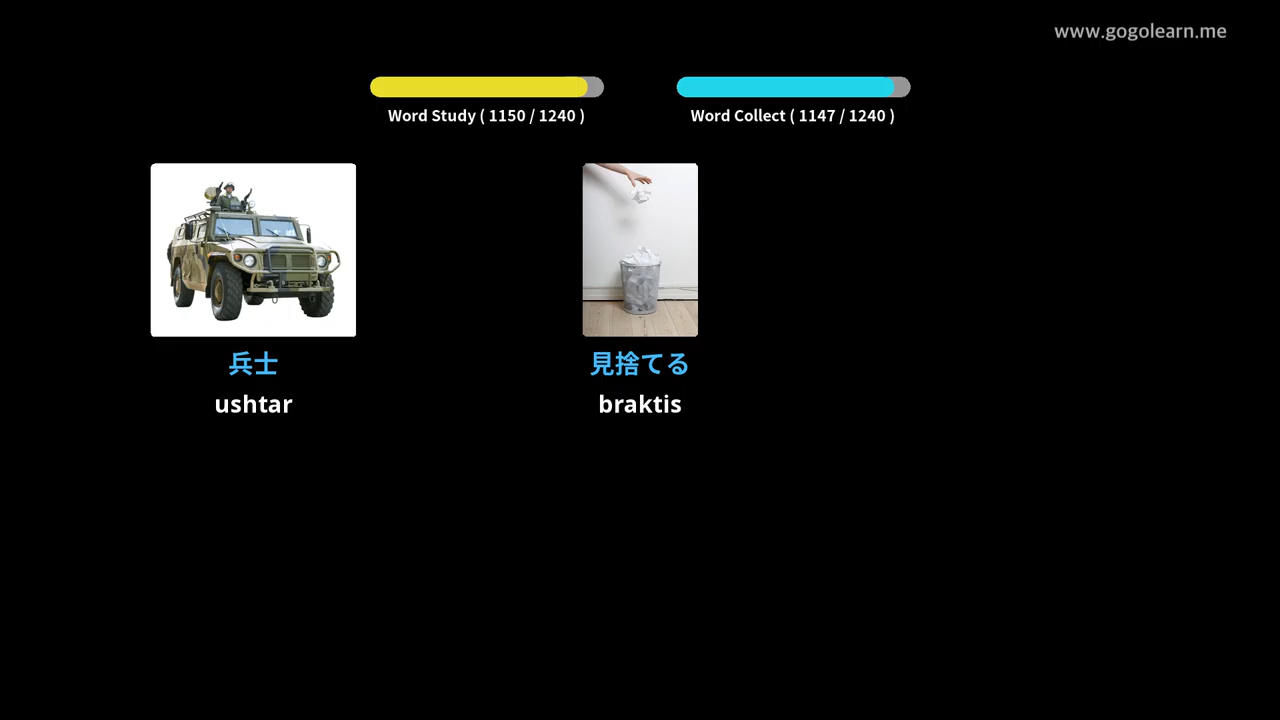 www.gogolearn.me
Word Study ( 1150 / 1240 )
Word Collect ( 1147 / 1240 )
兵士
見捨てる
ushtar
braktis